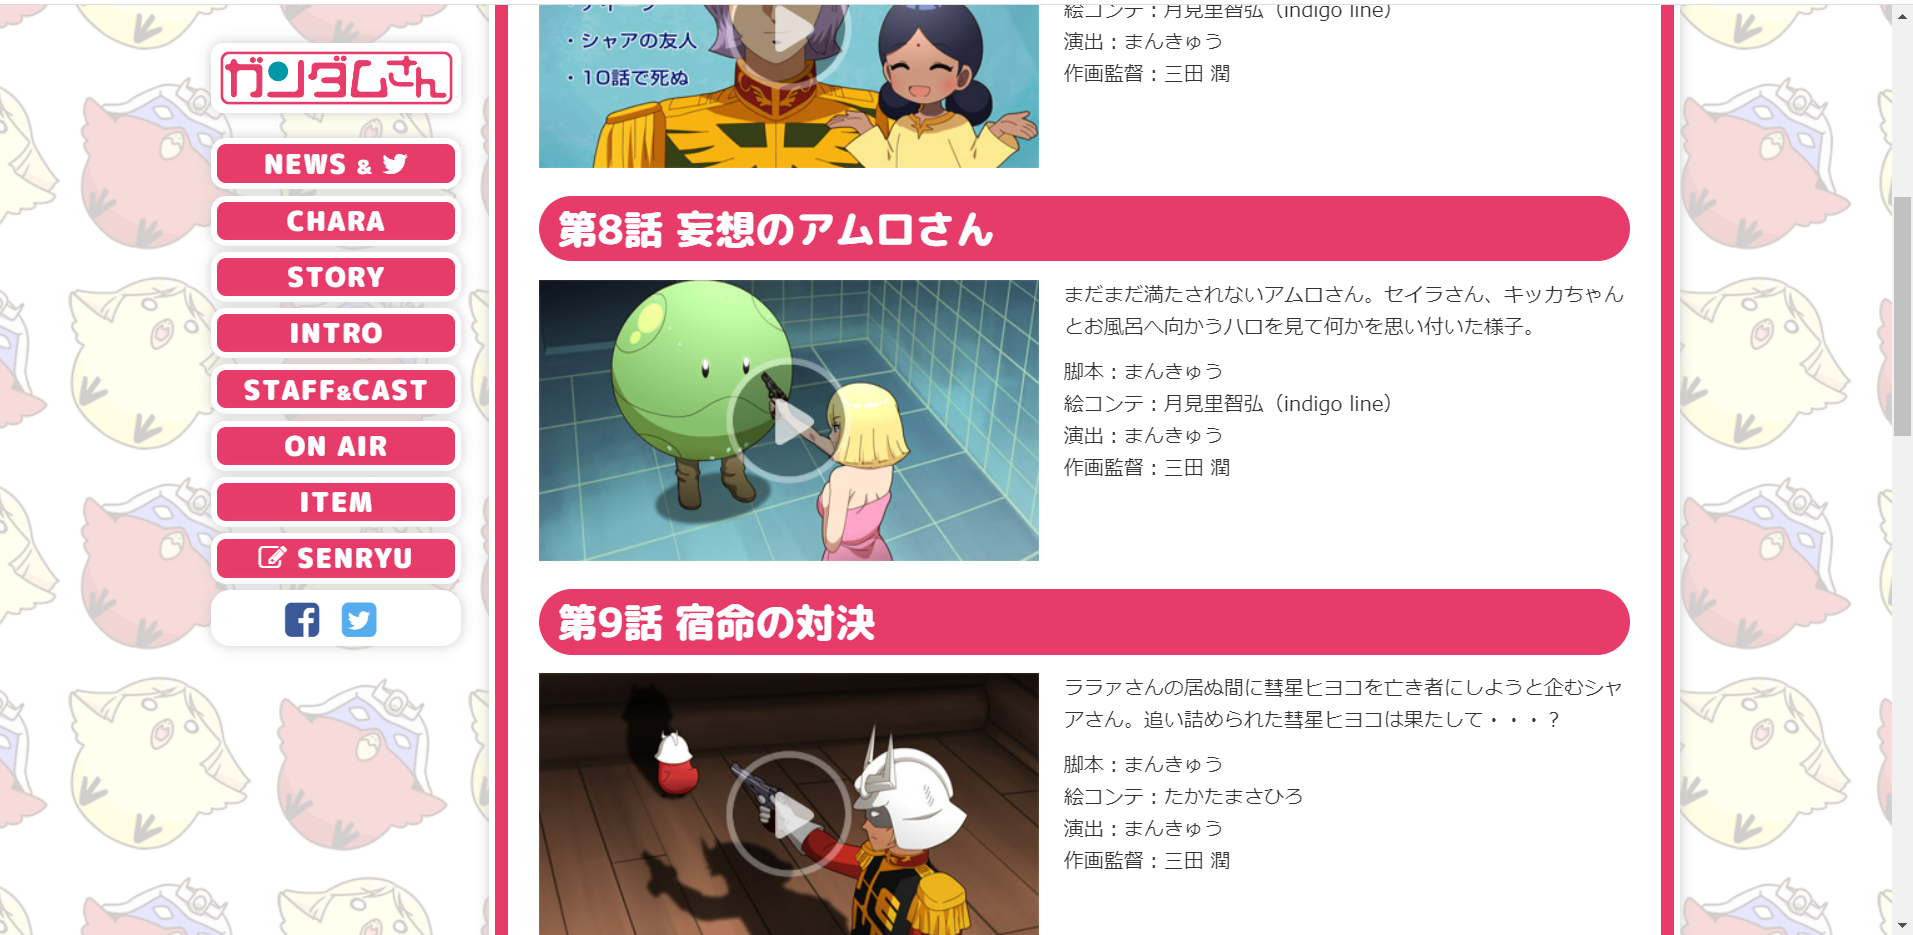 ガンダムさん
NEWS &
CHARA
STORY
INTRO
STAFF&CAST
ON AIR
ITEM
SENRYU
・シャアの友人
・10話で死ぬ
絵コンテ：月見里智弘（indigo line）
演出：まんきゅう
作画監督：三田 潤
第8話 妄想のアムロさん
まだまだ満たされないアムロさん。セイラさん、キッカちゃん
とお風呂へ向かうハロを見て何かを思い付いた様子。
脚本：まんきゅう
絵コンテ：月見里智弘（indigo line）
演出：まんきゅう
作画監督：三田 潤
第9話 宿命の対決
ララァさんの居ぬ間に彗星ヒヨコを亡き者にしようと企むシャ
アさん。追い詰められた彗星ヒヨコは果たして・・・？
脚本：まんきゅう
絵コンテ：たかたまさひろ
演出：まんきゅう
作画監督：三田 潤